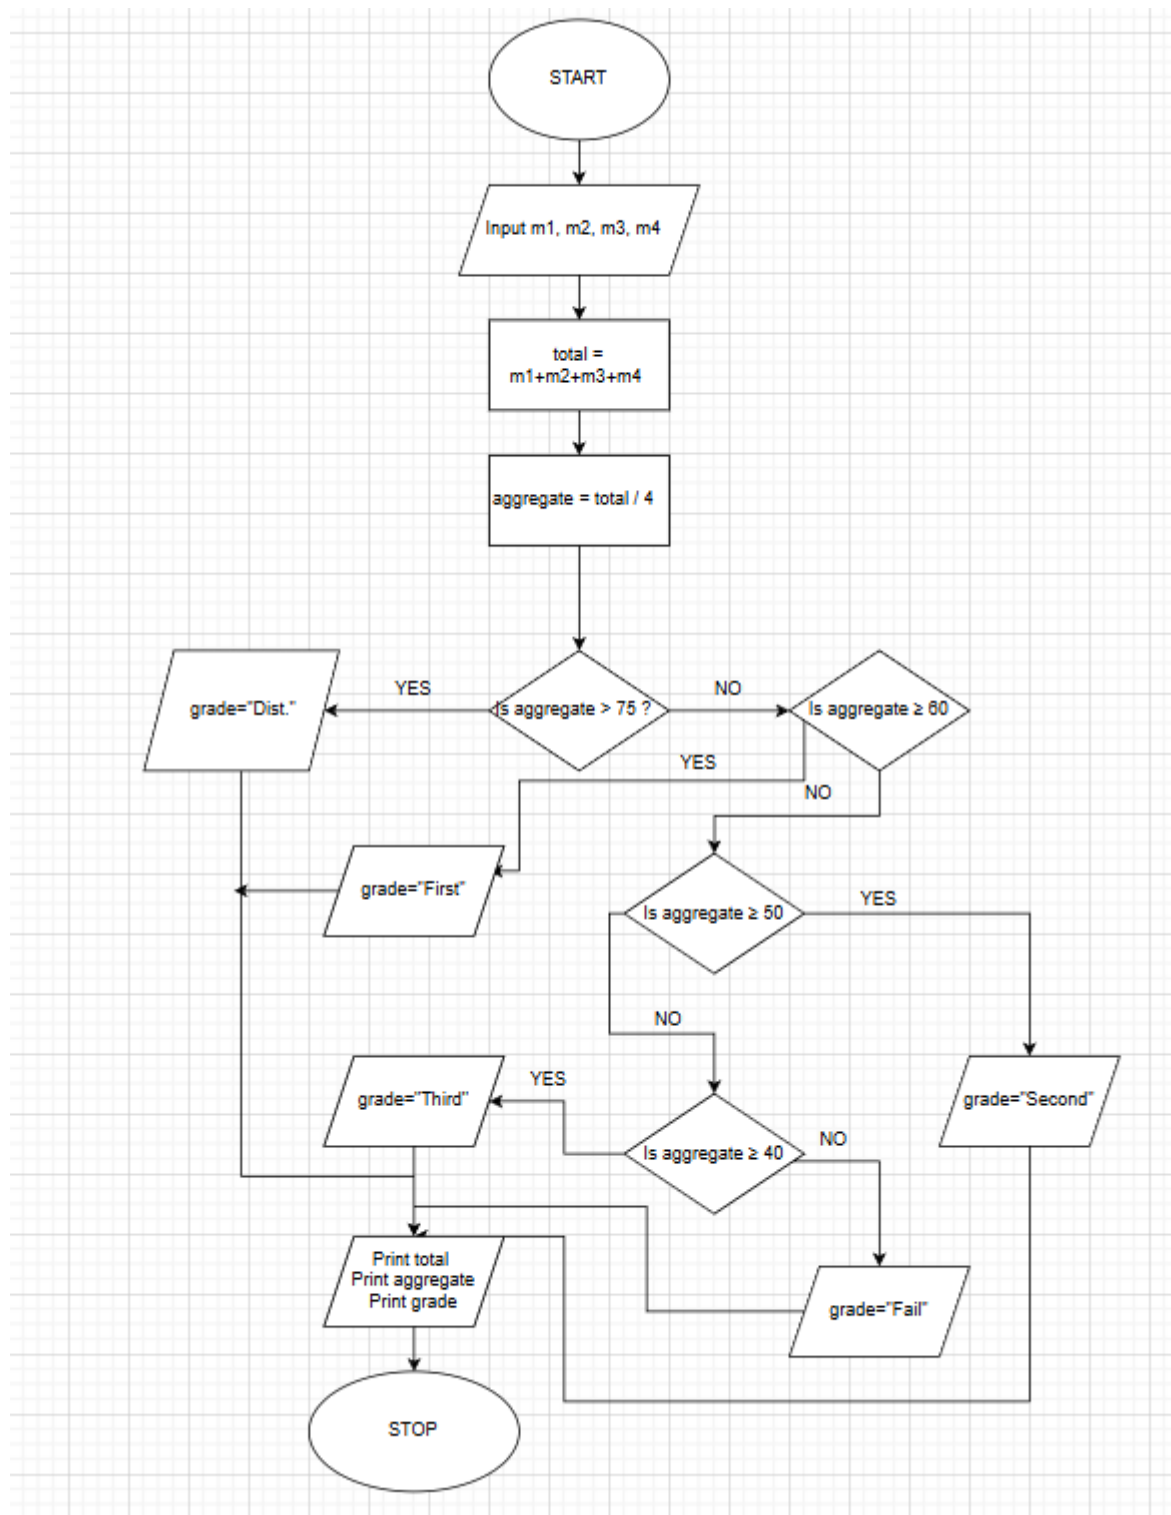 START
Input m1, m2, m3, m4
total =
m1+m2+m3+m4
aggregate = total / 4
grade="Dist."
YES
Is aggregate > 75 ?
NO
Is aggregate ≥ 60
YES
NO
grade="First"
Is aggregate ≥ 50
YES
NO
grade="Third"
YES
Is aggregate ≥ 40
NO
grade="Second"
Print total
Print aggregate
Print grade
grade="Fail"
STOP